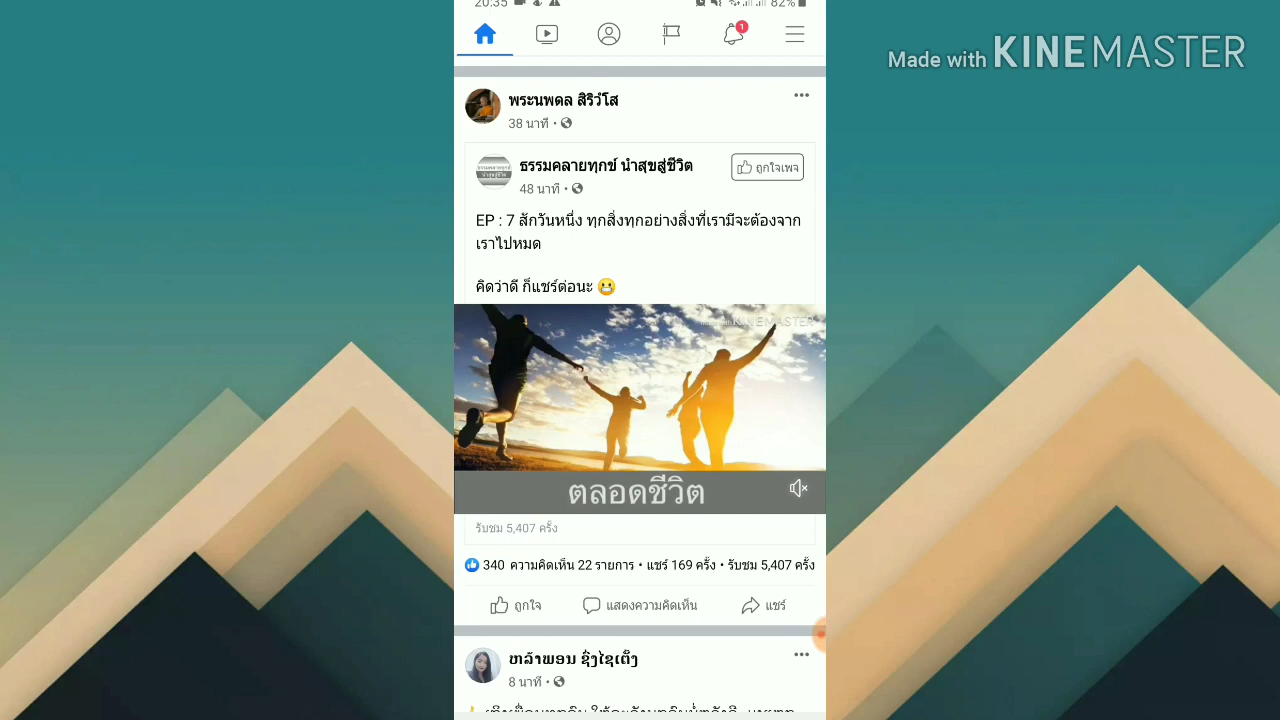 20:35
82%
Made with KINEMASTER
1
พระนพดล สิริวํโส
38 นาที •
ธรรมคลายทุกข์ นำสุขสู่ชีวิต
ถูกใจเพจ
48 นาที •
EP : 7 สักวันหนึ่ง ทุกสิ่งทุกอย่างสิ่งที่เรามีจะต้องจาก
เราไปหมด
คิดว่าดี ก็แชร์ต่อนะ 😀
KINEMASTER
ตลอดชีวิต
รับชม 5,407 ครั้ง
340 ความคิดเห็น 22 รายการ • แชร์ 169 ครั้ง • รับชม 5,407 ครั้ง
ถูกใจ
แสดงความคิดเห็น
แชร์
ຫລ້າພອນ ຊົ່ງໄຊເຕັ້ງ
8 นาที •